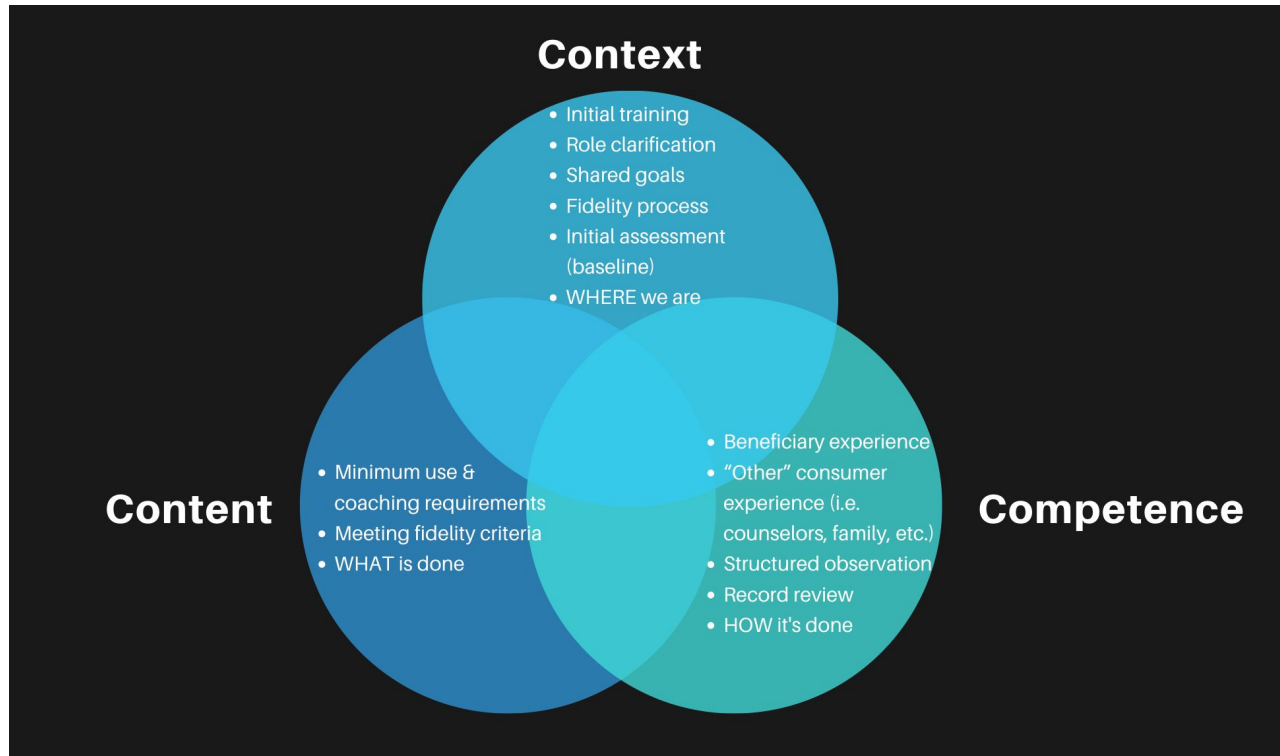 Context
• Initial training
• Role clarification
• Shared goals
• Fidelity process
• Initial assessment
(baseline)
• WHERE we are
Content
• Minimum use &
coaching requirements
• Meeting fidelity criteria
• WHAT is done
• Beneficiary experience
• “Other” consumer
experience (i.e.
counselors, family, etc.)
• Structured observation
• Record review
• HOW it's done
Competence